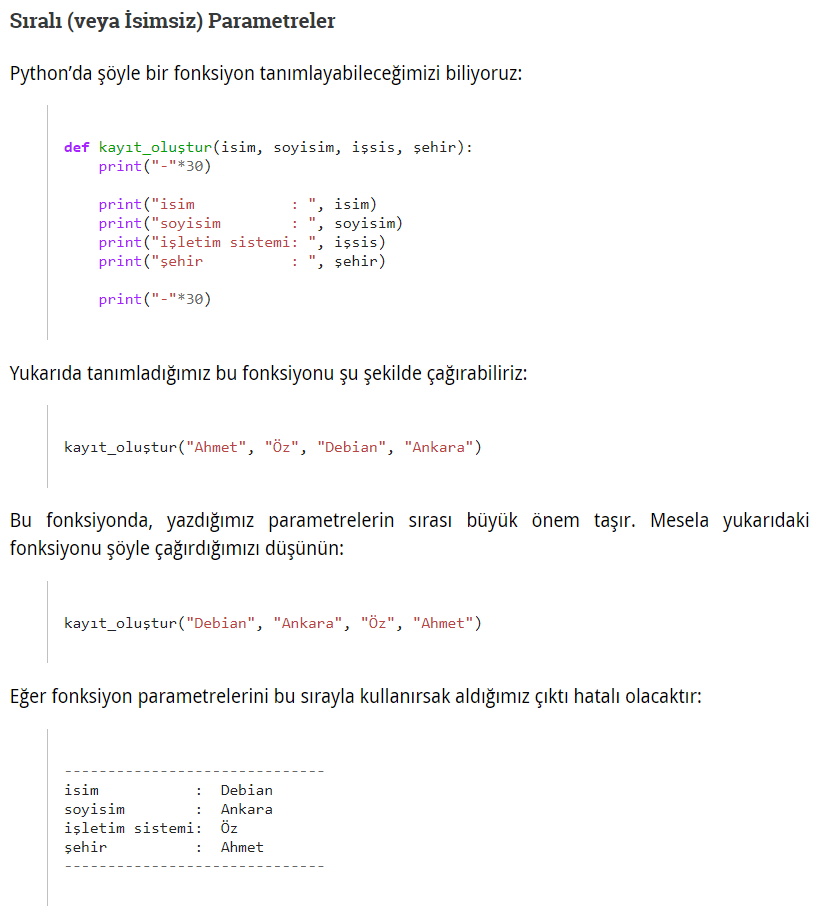 Sıralı (veya İsimsiz) Parametreler
Python’da şöyle bir fonksiyon tanımlayabileceğimizi biliyoruz:
def kayıt_oluştur(isim, soyisim, işsis, şehir):
    print("-"*30)
    print("isim           : ", isim)
    print("soyisim        : ", soyisim)
    print("işletim sistemi: ", işsis)
    print("şehir          : ", şehir)
    print("-"*30)
Yukarıda tanımladığımız bu fonksiyonu şu şekilde çağırabiliriz:
kayıt_oluştur("Ahmet", "Öz", "Debian", "Ankara")
Bu fonksiyonda, yazdığımız parametrelerin sırası büyük önem taşır. Mesela yukarıdaki
fonksiyonu şöyle çağırdığımızı düşünün:
kayıt_oluştur("Debian", "Ankara", "Öz", "Ahmet")
Eğer fonksiyon parametrelerini bu sırayla kullanırsak aldığımız çıktı hatalı olacaktır:
------------------------------
isim           :  Debian
soyisim        :  Ankara
işletim sistemi:  Öz
şehir          :  Ahmet
------------------------------